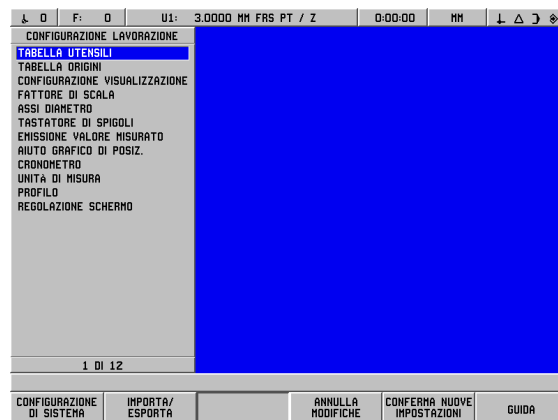 0 F: 0 U1: 3.0000 MM FRS PT / Z 0:00:00 MM
CONFIGURAZIONE LAVORAZIONE
TABELLA UTENSILI
TABELLA ORIGINI
CONFIGURAZIONE VISUALIZZAZIONE
FATTORE DI SCALA
ASSI DIAMETRO
TASTATORE DI SPIGOLI
EMISSIONE VALORE MISURATO
AIUTO GRAFICO DI POSIZ.
CRONOMETRO
UNITÀ DI MISURA
PROFILO
REGOLAZIONE SCHERMO
1 DI 12
CONFIGURAZIONE
DI SISTEMA
IMPORTA/
ESPORTA
ANNULLA
MODIFICHE
CONFERMA NUOVE
IMPOSTAZIONI
GUIDA